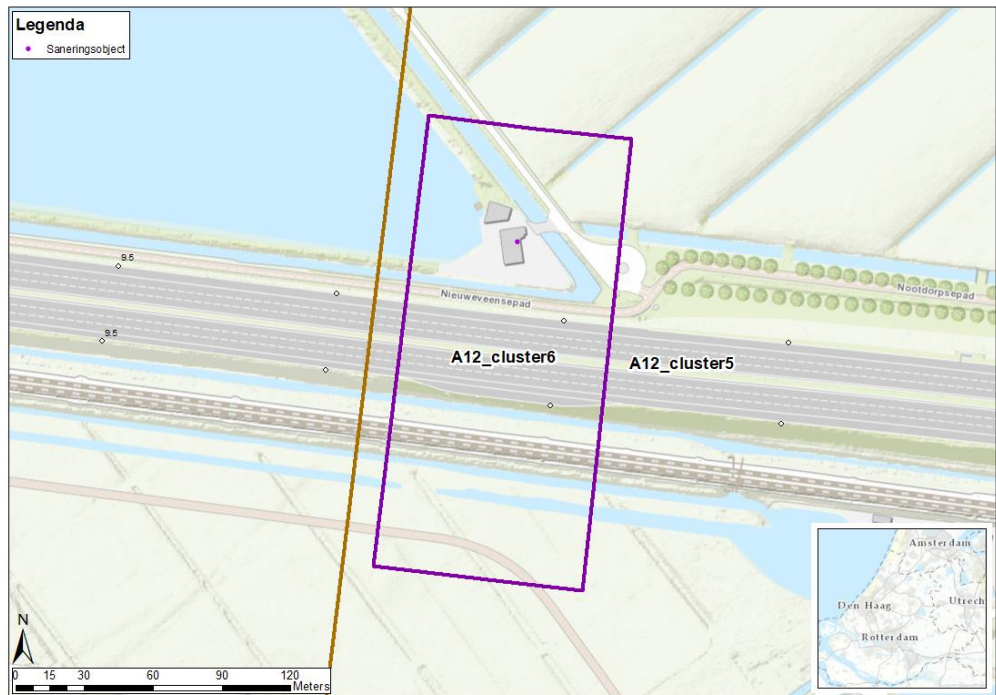 Legenda
Saneringsobject
9.5
Nieuweveensepad
Nootdorpsepad
9.5
A12_cluster6
A12_cluster5
N
0 15 30 60 90 120
Meters
Amsterdam
Utrech
Den Haag
Rotterdam